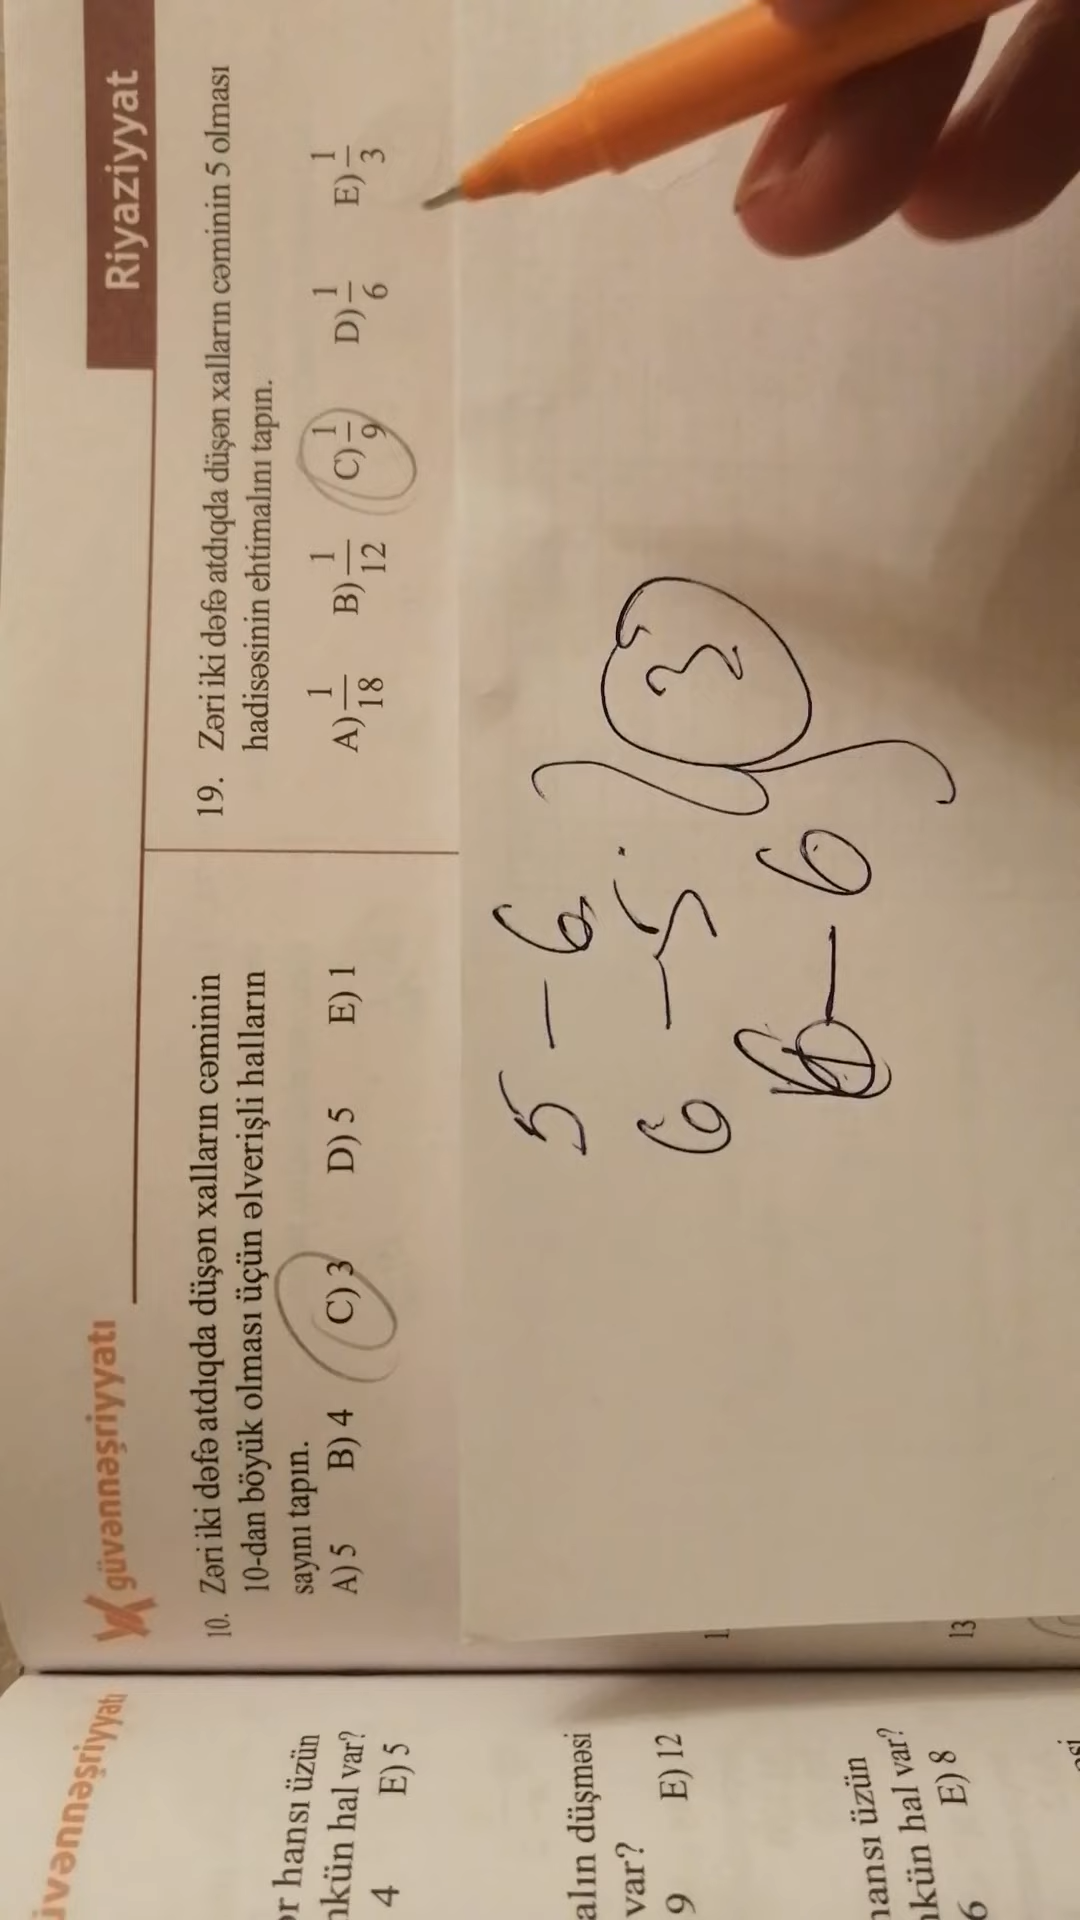 güvənnəşriyyatı
Riyaziyyat
10. Zəri iki dəfə atdıqda düşən xalların cəminin
10-dan böyük olması üçün əlverişli halların
sayını tapın.
A) 5 B) 4 C) 3 D) 5 E) 1
19. Zəri iki dəfə atdıqda düşən xalların cəminin 5 olması
hadisəsinin ehtimalını tapın.
A) 1/18 B) 1/12 C) 1/9 D) 1/6 E) 1/3
5 – 6
6 – 5
6 – 6
3
13
ivənnəşriyyatı
hansı üzün
nkün hal var?
4 E) 5
alın düşməsi
var?
9 E) 12
hansı üzün
nkün hal var?
6 E) 8